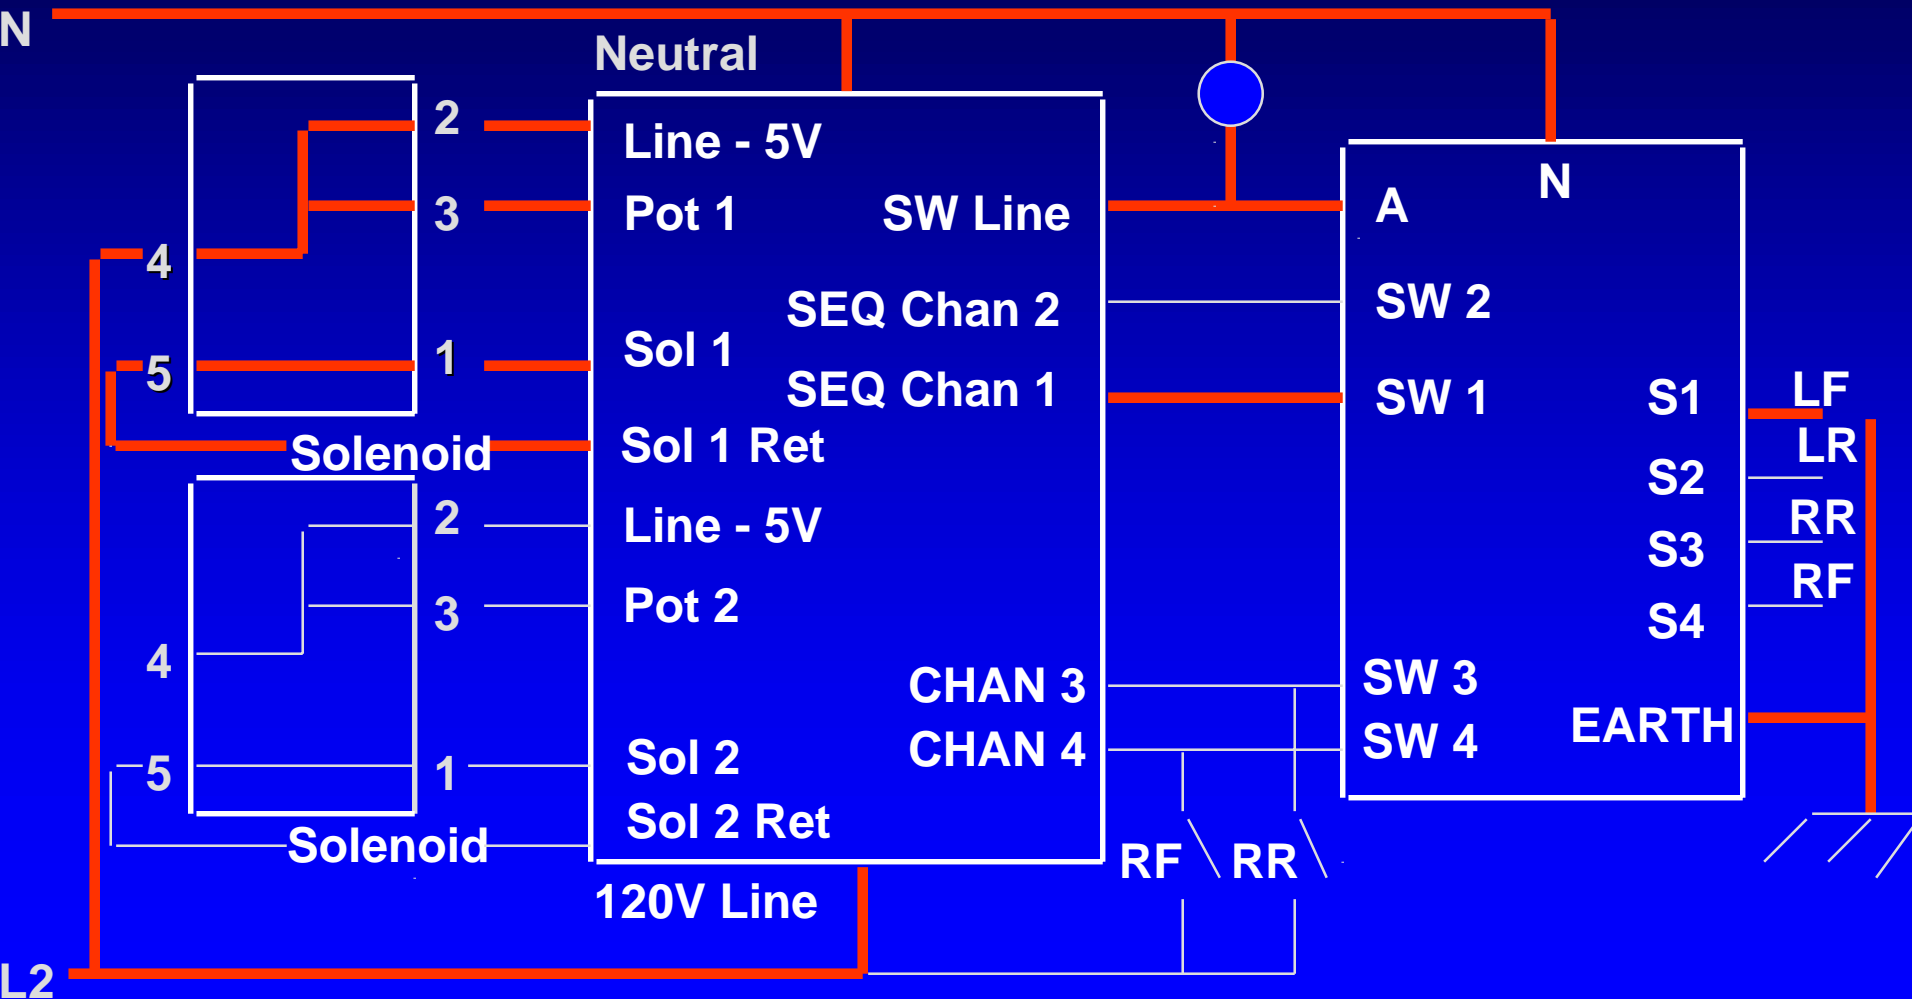 N
Neutral
2
Line - 5V
N
3
Pot 1
SW Line
A
4
SEQ Chan 2
SW 2
5
1
Sol 1
SEQ Chan 1
SW 1
S1
LF
Solenoid
Sol 1 Ret
LR
S2
2
Line - 5V
RR
S3
3
Pot 2
RF
S4
4
CHAN 3
SW 3
EARTH
5
1
Sol 2
CHAN 4
SW 4
Solenoid
Sol 2 Ret
RF
RR
120V Line
L2